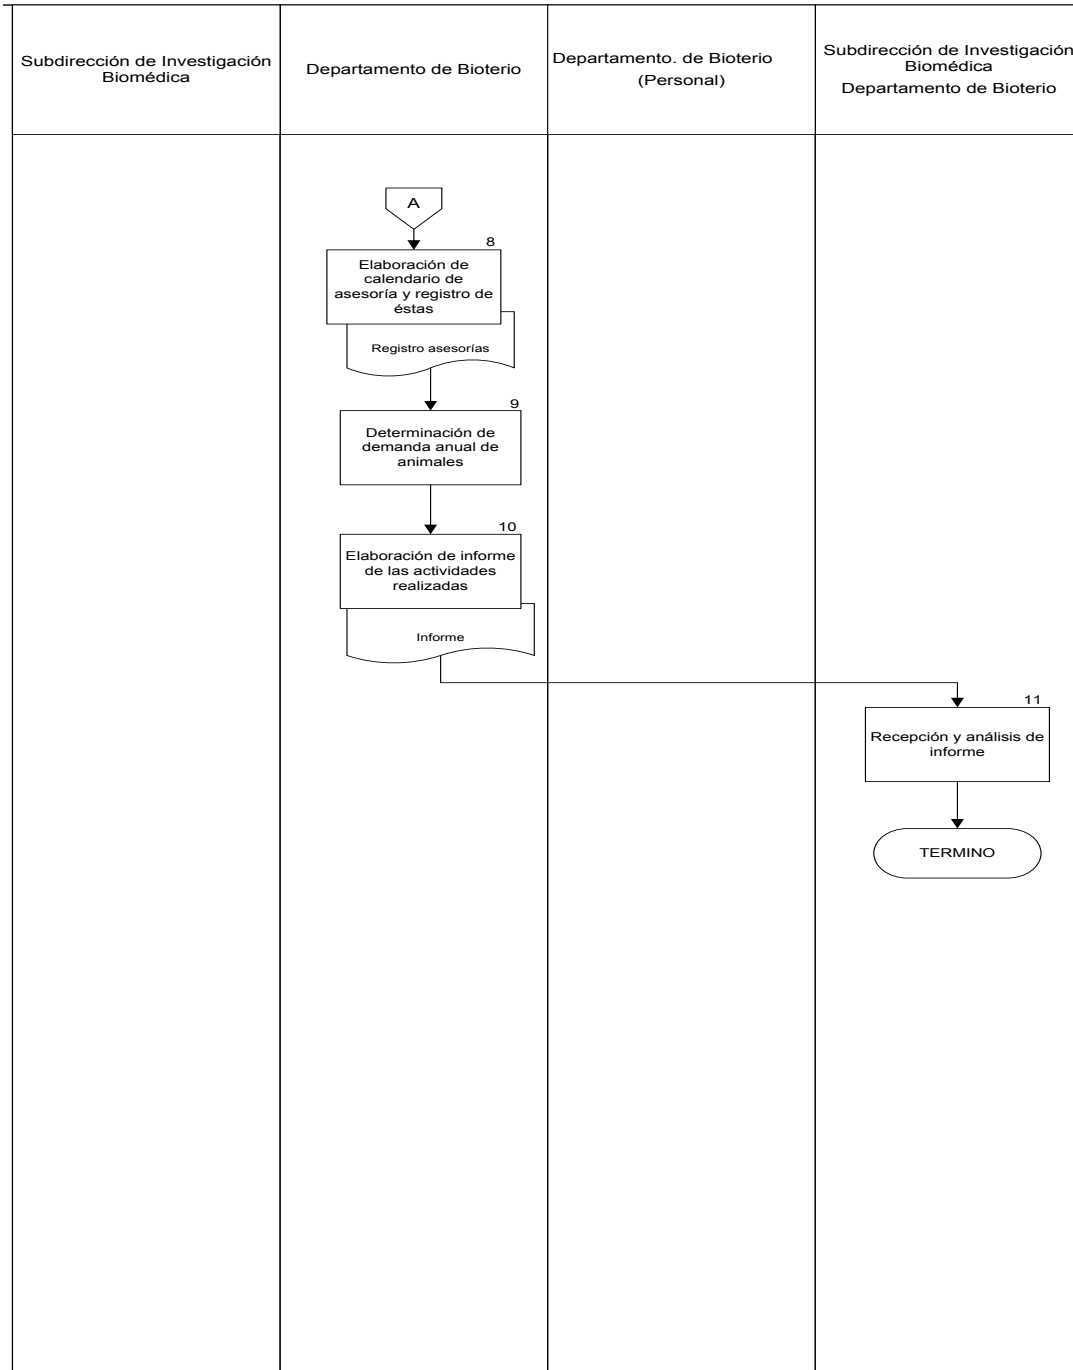 Subdirección de Investigación
Biomédica
Departamento de Bioterio
Departamento. de Bioterio
(Personal)
Subdirección de Investigación
Biomédica
Departamento de Bioterio
A
8
Elaboración de
calendario de
asesoría y registro de
éstas
Registro asesorías
9
Determinación de
demanda anual de
animales
10
Elaboración de informe
de las actividades
realizadas
Informe
11
Recepción y análisis de
informe
TERMINO